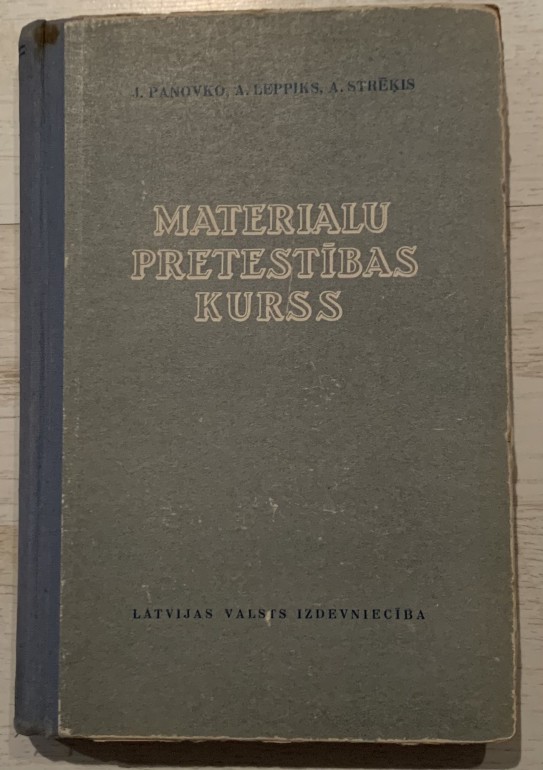 J. PANOVKO, A. LEPPIKS, A. STRĒĶIS
MATERIALU
PRETESTĪBAS
KURSS
LATVIJAS VALSTS IZDEVNIECĪBA